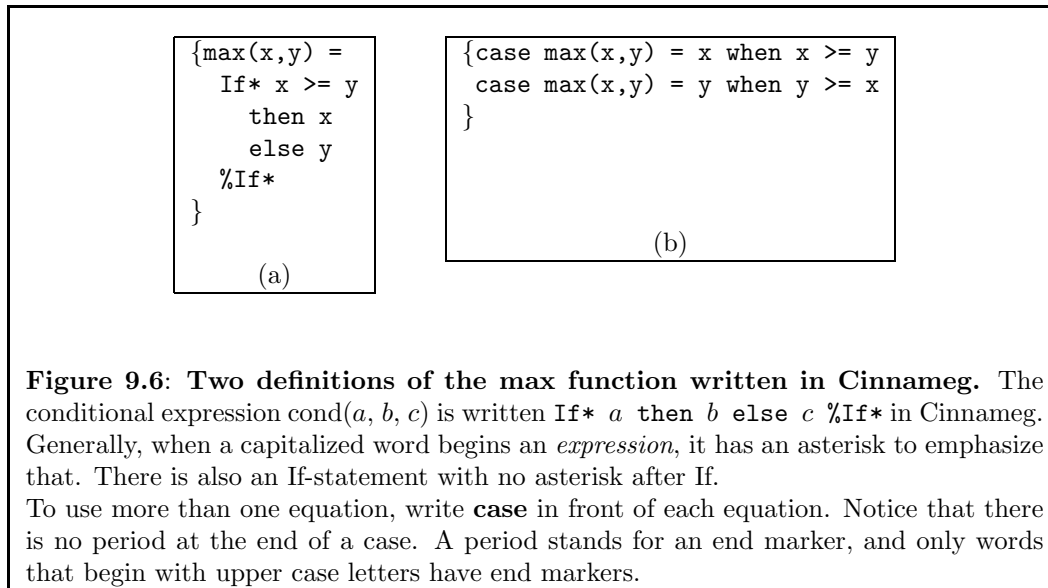 {max(x,y) =
If* x >= y
then x
else y
%If*
}
(a)
{case max(x,y) = x when x >= y
case max(x,y) = y when y >= x
}
(b)
Figure 9.6: Two definitions of the max function written in Cinnameg. The
conditional expression cond(a, b, c) is written If* a then b else c %If* in Cinnameg.
Generally, when a capitalized word begins an expression, it has an asterisk to emphasize
that. There is also an If-statement with no asterisk after If.
To use more than one equation, write case in front of each equation. Notice that there
is no period at the end of a case. A period stands for an end marker, and only words
that begin with upper case letters have end markers.